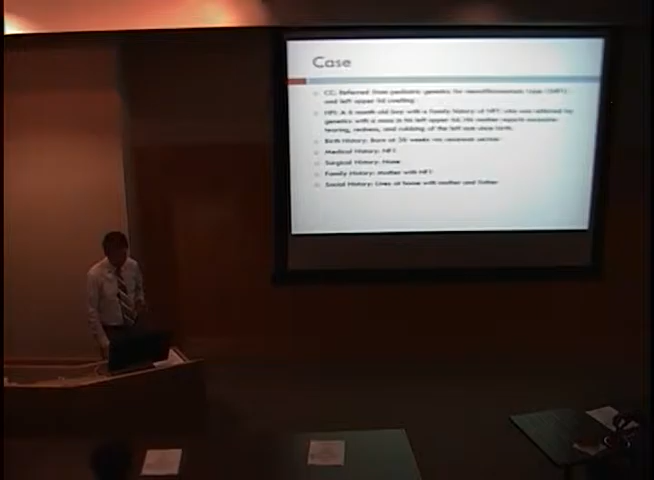 Case
CC: Referred from pediatric genetics for neurofibromatosis type I (NF1)
and left upper lid swelling
HPI: A 6 month old boy with a family history of NF1 who was referred by
genetics with a mass in his left upper lid. His mother reports excessive
tearing, redness, and rubbing of the left eye since birth.
Birth History: Born at 38 weeks via cesarean section
Medical History: NF1
Surgical History: None
Family History: Mother with NF1
Social History: Lives at home with mother and father